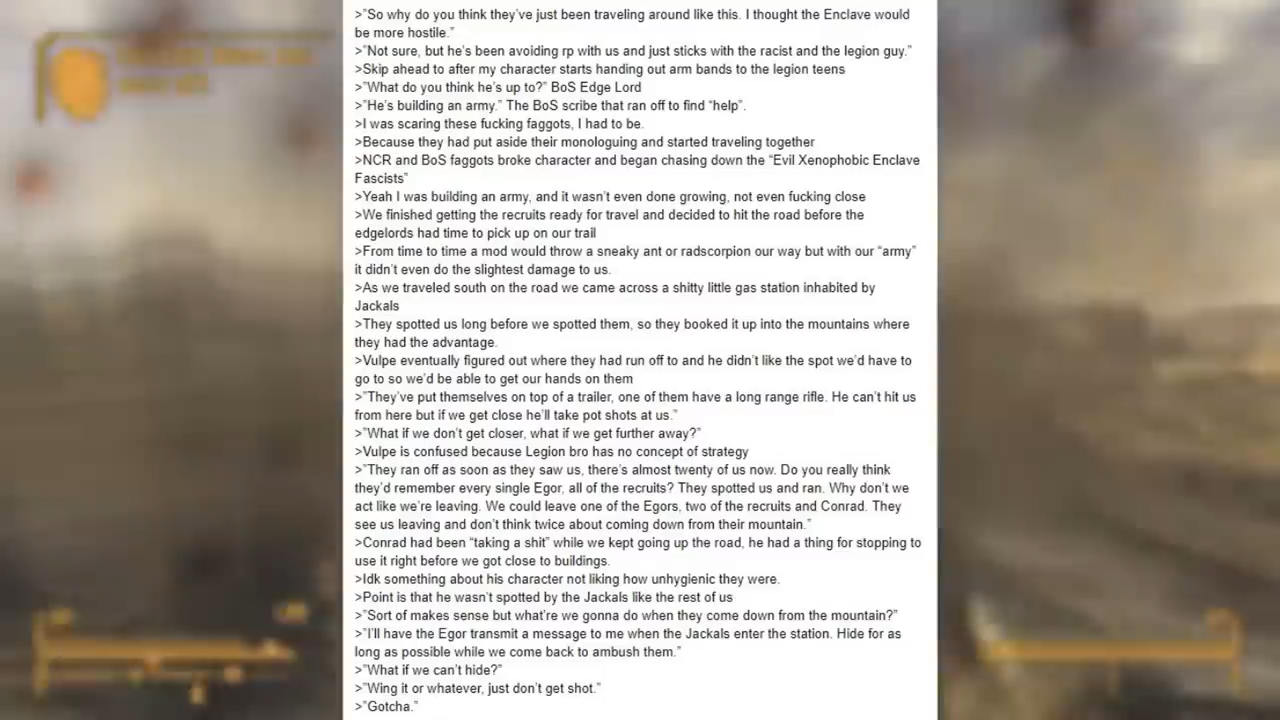 >"So why do you think they've just been traveling around like this. I thought the Enclave would
be more hostile."
>"Not sure, but he's been avoiding rp with us and just sticks with the racist and the legion guy."
>Skip ahead to after my character starts handing out arm bands to the legion teens
>"What do you think he's up to?" BoS Edge Lord
>"He's building an army." The BoS scribe that ran off to find "help".
>I was scaring these fucking faggots, I had to be.
>Because they had put aside their monologuing and started traveling together
>NCR and BoS faggots broke character and began chasing down the "Evil Xenophobic Enclave
Fascists"
>Yeah I was building an army, and it wasn't even done growing, not even fucking close
>We finished getting the recruits ready for travel and decided to hit the road before the
edgelords had time to pick up on our trail
>From time to time a mod would throw a sneaky ant or radscorpion our way but with our "army"
it didn't even do the slightest damage to us.
>As we traveled south on the road we came across a shitty little gas station inhabited by
Jackals
>They spotted us long before we spotted them, so they booked it up into the mountains where
they had the advantage.
>Vulpe eventually figured out where they had run off to and he didn't like the spot we'd have to
go to so we'd be able to get our hands on them
>"They've put themselves on top of a trailer, one of them have a long range rifle. He can't hit us
from here but if we get close he'll take pot shots at us."
>"What if we don't get closer, what if we get further away?"
>Vulpe is confused because Legion bro has no concept of strategy
>"They ran off as soon as they saw us, there's almost twenty of us now. Do you really think
they'd remember every single Egor, all of the recruits? They spotted us and ran. Why don't we
act like we're leaving. We could leave one of the Egors, two of the recruits and Conrad. They
see us leaving and don't think twice about coming down from their mountain."
>Conrad had been "taking a shit" while we kept going up the road, he had a thing for stopping to
use it right before we got close to buildings.
>Idk something about his character not liking how unhygienic they were.
>Point is that he wasn't spotted by the Jackals like the rest of us
>"Sort of makes sense but what're we gonna do when they come down from the mountain?"
>"I'll have the Egor transmit a message to me when the Jackals enter the station. Hide for as
long as possible while we come back to ambush them."
>"What if we can't hide?"
>"Wing it or whatever, just don't get shot."
>"Gotcha."